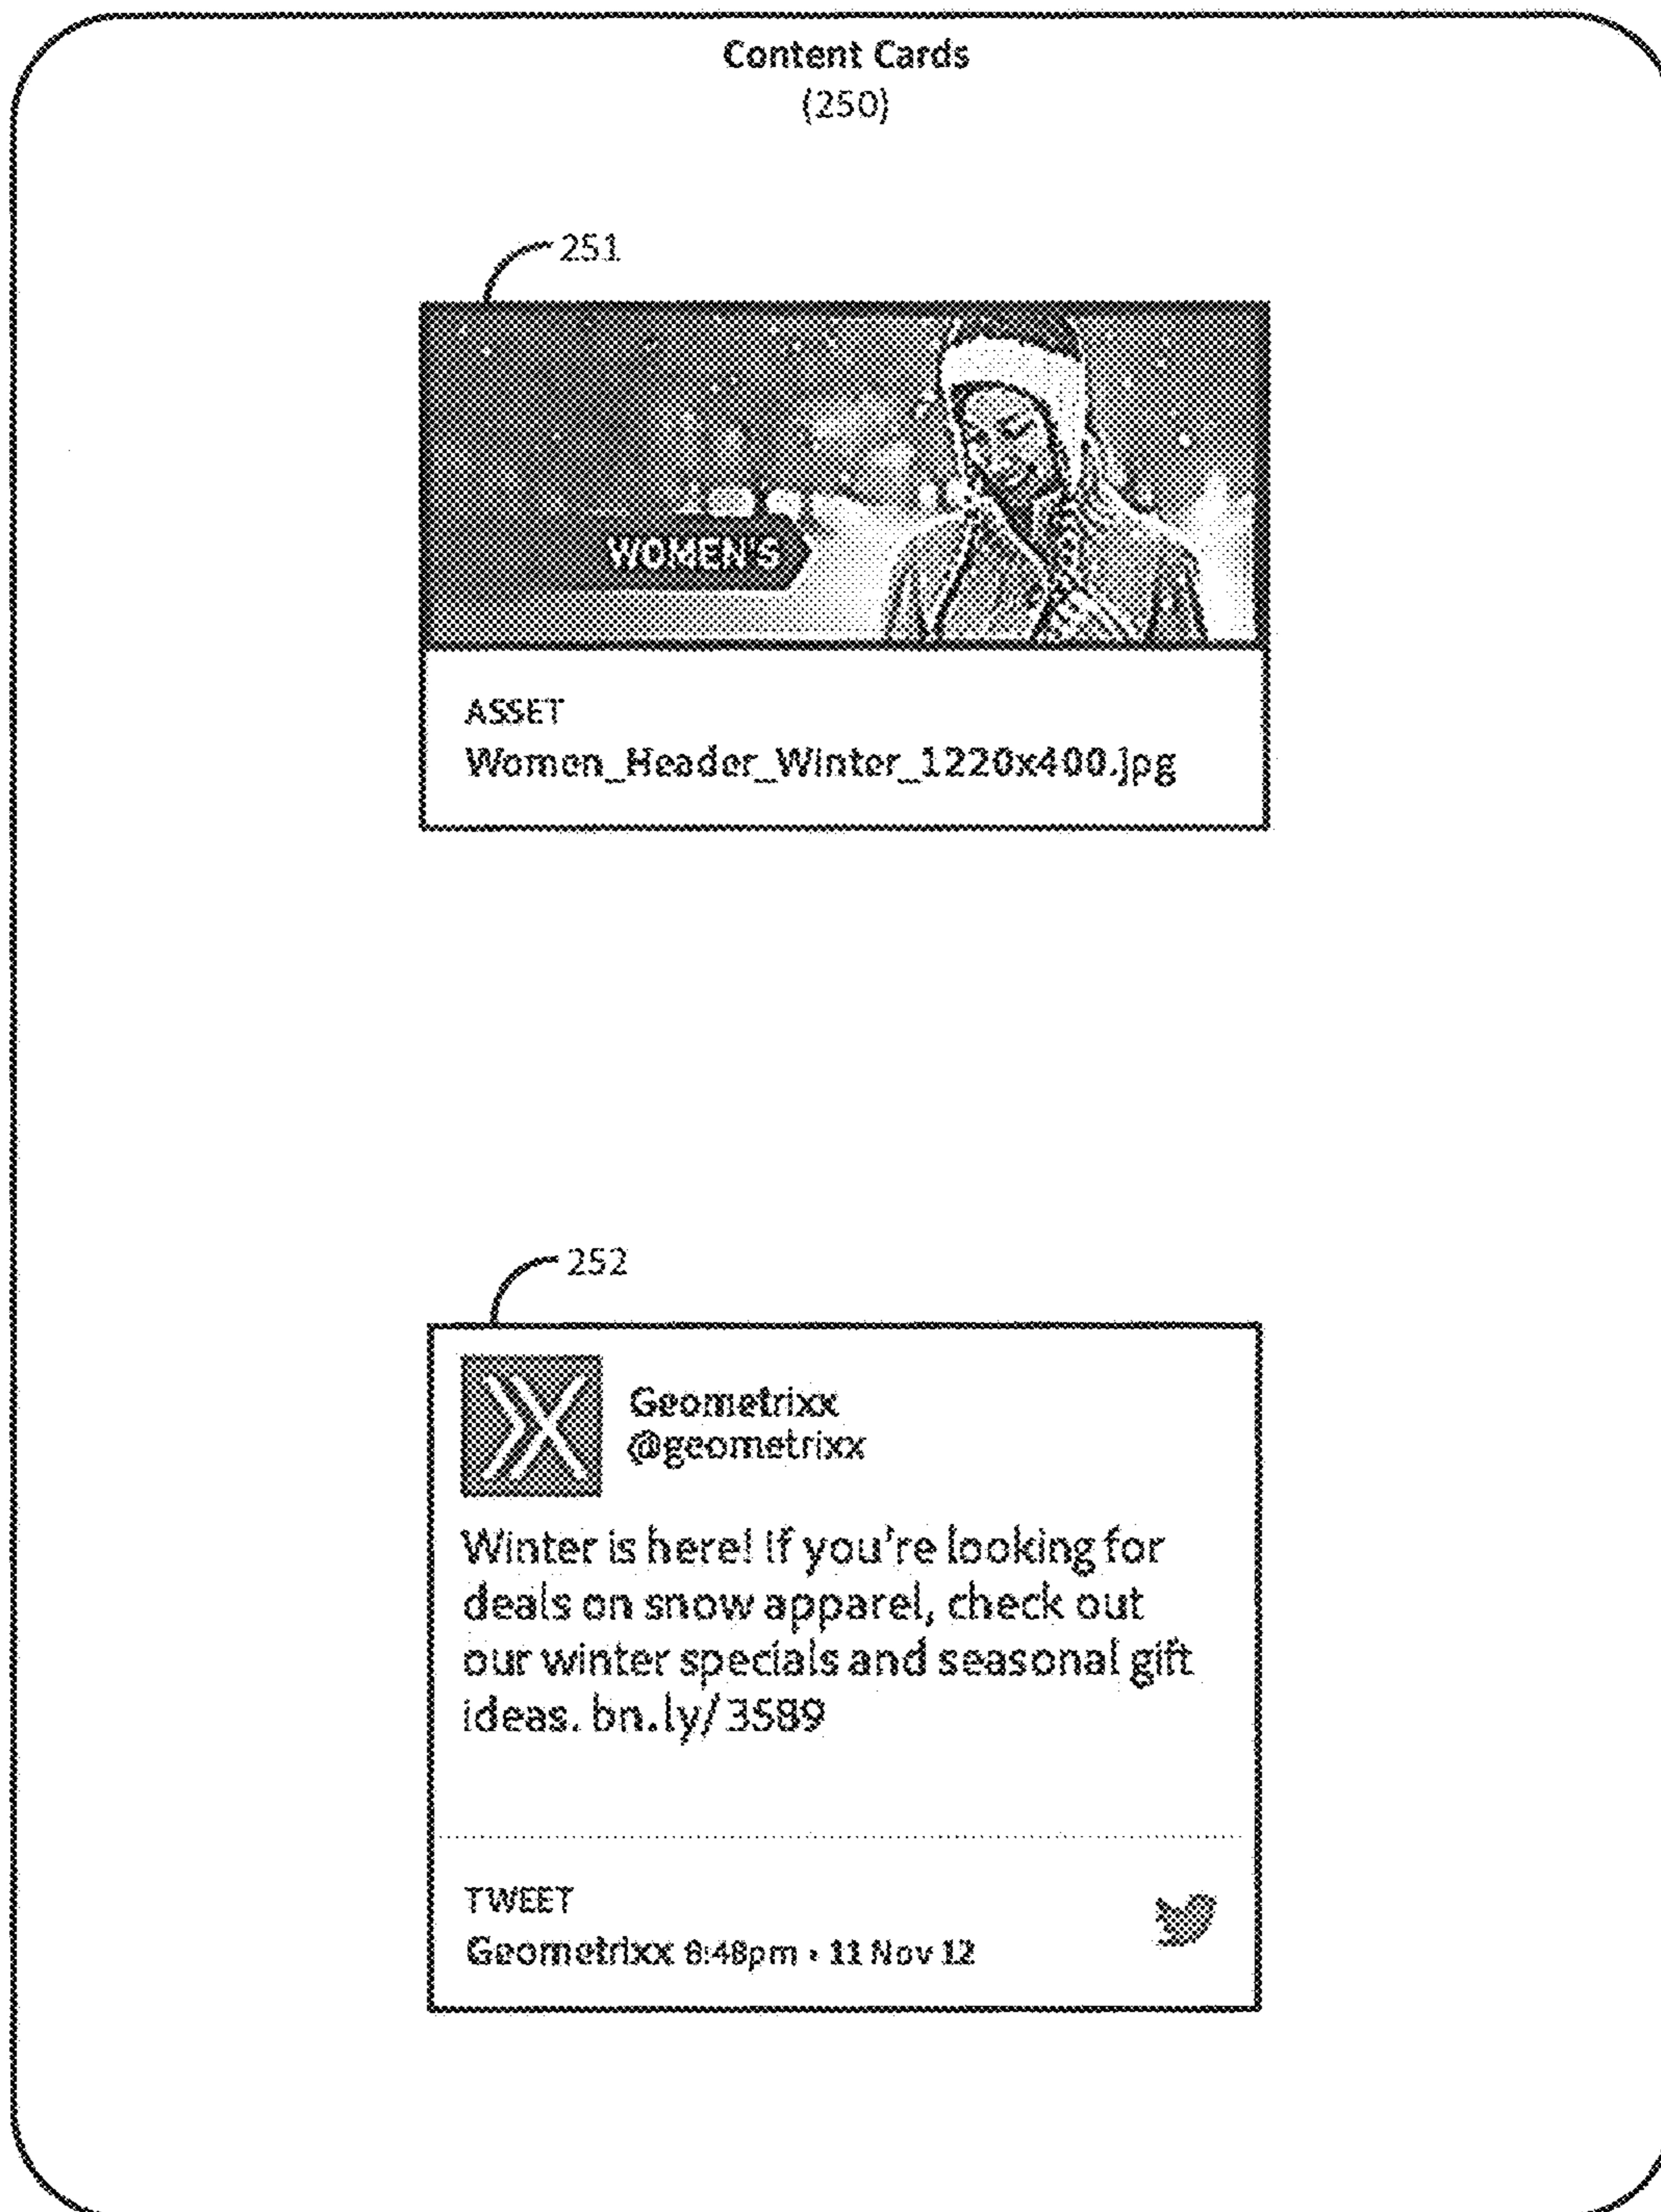 Content Cards
(250)
251
WOMEN'S
ASSET
Women_Header_Winter_1220x400.jpg
252
Geometrixx
@geometrixx
Winter is here! If you're looking for
deals on snow apparel, check out
our winter specials and seasonal gift
ideas. bn.ly/3589
TWEET
Geometrixx 8:48pm • 11 Nov 12